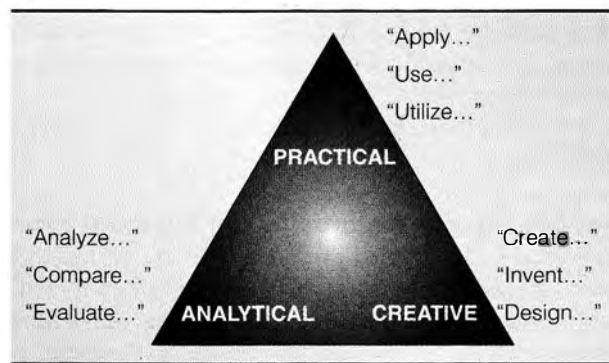 “Apply...”
“Use...”
“Utilize...”
PRACTICAL
“Analyze...”
“Compare...”
“Evaluate...”
ANALYTICAL
CREATIVE
“Create...”
“Invent...”
“Design...”